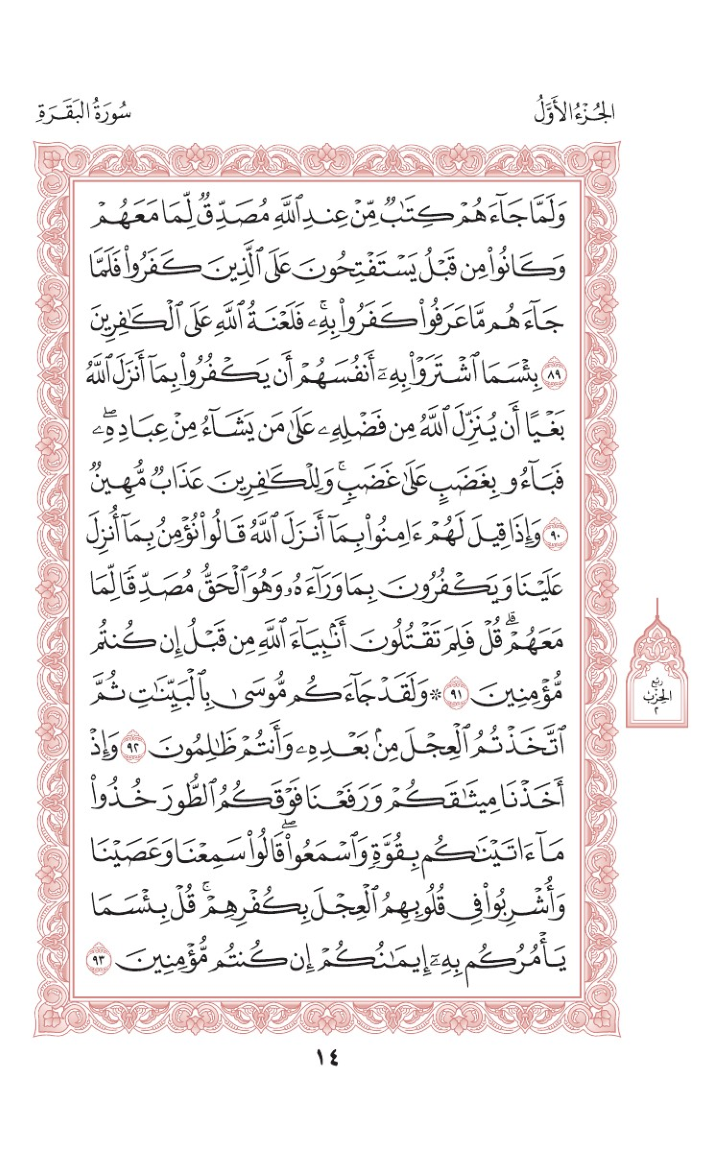 الجُزْءُ الأَوَّلُ
سُورَةُ البَقَرَةِ
وَلَمَّا جَآءَهُمْ كِتَٰبٌ مِّنْ عِندِ ٱللَّهِ مُصَدِّقٌ لِّمَا مَعَهُمْ
وَكَانُوا۟ مِن قَبْلُ يَسْتَفْتِحُونَ عَلَى ٱلَّذِينَ كَفَرُوا۟ فَلَمَّا
جَآءَهُم مَّا عَرَفُوا۟ كَفَرُوا۟ بِهِۦ ۚ فَلَعْنَةُ ٱللَّهِ عَلَى ٱلْكَٰفِرِينَ
٨٩ بِئْسَمَا ٱشْتَرَوْا۟ بِهِۦٓ أَنفُسَهُمْ أَن يَكْفُرُوا۟ بِمَآ أَنزَلَ ٱللَّهُ
بَغْيًا أَن يُنَزِّلَ ٱللَّهُ مِن فَضْلِهِۦ عَلَىٰ مَن يَشَآءُ مِنْ عِبَادِهِۦ ۖ
فَبَآءُو بِغَضَبٍ عَلَىٰ غَضَبٍ ۚ وَلِلْكَٰفِرِينَ عَذَابٌ مُّهِينٌ
٩٠ وَإِذَا قِيلَ لَهُمْ ءَامِنُوا۟ بِمَآ أَنزَلَ ٱللَّهُ قَالُوا۟ نُؤْمِنُ بِمَآ أُنزِلَ
عَلَيْنَا وَيَكْفُرُونَ بِمَا وَرَآءَهُۥ وَهُوَ ٱلْحَقُّ مُصَدِّقًا لِّمَا
مَعَهُمْ ۗ قُلْ فَلِمَ تَقْتُلُونَ أَنۢبِيَآءَ ٱللَّهِ مِن قَبْلُ إِن كُنتُم
مُّؤْمِنِينَ ٩١ ۞ وَلَقَدْ جَآءَكُم مُّوسَىٰ بِٱلْبَيِّنَٰتِ ثُمَّ
ٱتَّخَذْتُمُ ٱلْعِجْلَ مِنۢ بَعْدِهِۦ وَأَنتُمْ ظَٰلِمُونَ ٩٢ وَإِذْ
أَخَذْنَا مِيثَٰقَكُمْ وَرَفَعْنَا فَوْقَكُمُ ٱلطُّورَ خُذُوا۟
مَآ ءَاتَيْنَٰكُم بِقُوَّةٍ وَٱسْمَعُوا۟ ۖ قَالُوا۟ سَمِعْنَا وَعَصَيْنَا
وَأُشْرِبُوا۟ فِى قُلُوبِهِمُ ٱلْعِجْلَ بِكُفْرِهِمْ ۚ قُلْ بِئْسَمَا
يَأْمُرُكُم بِهِۦٓ إِيمَٰنُكُمْ إِن كُنتُم مُّؤْمِنِينَ ٩٣
ربع
الحزب
٢
١٤